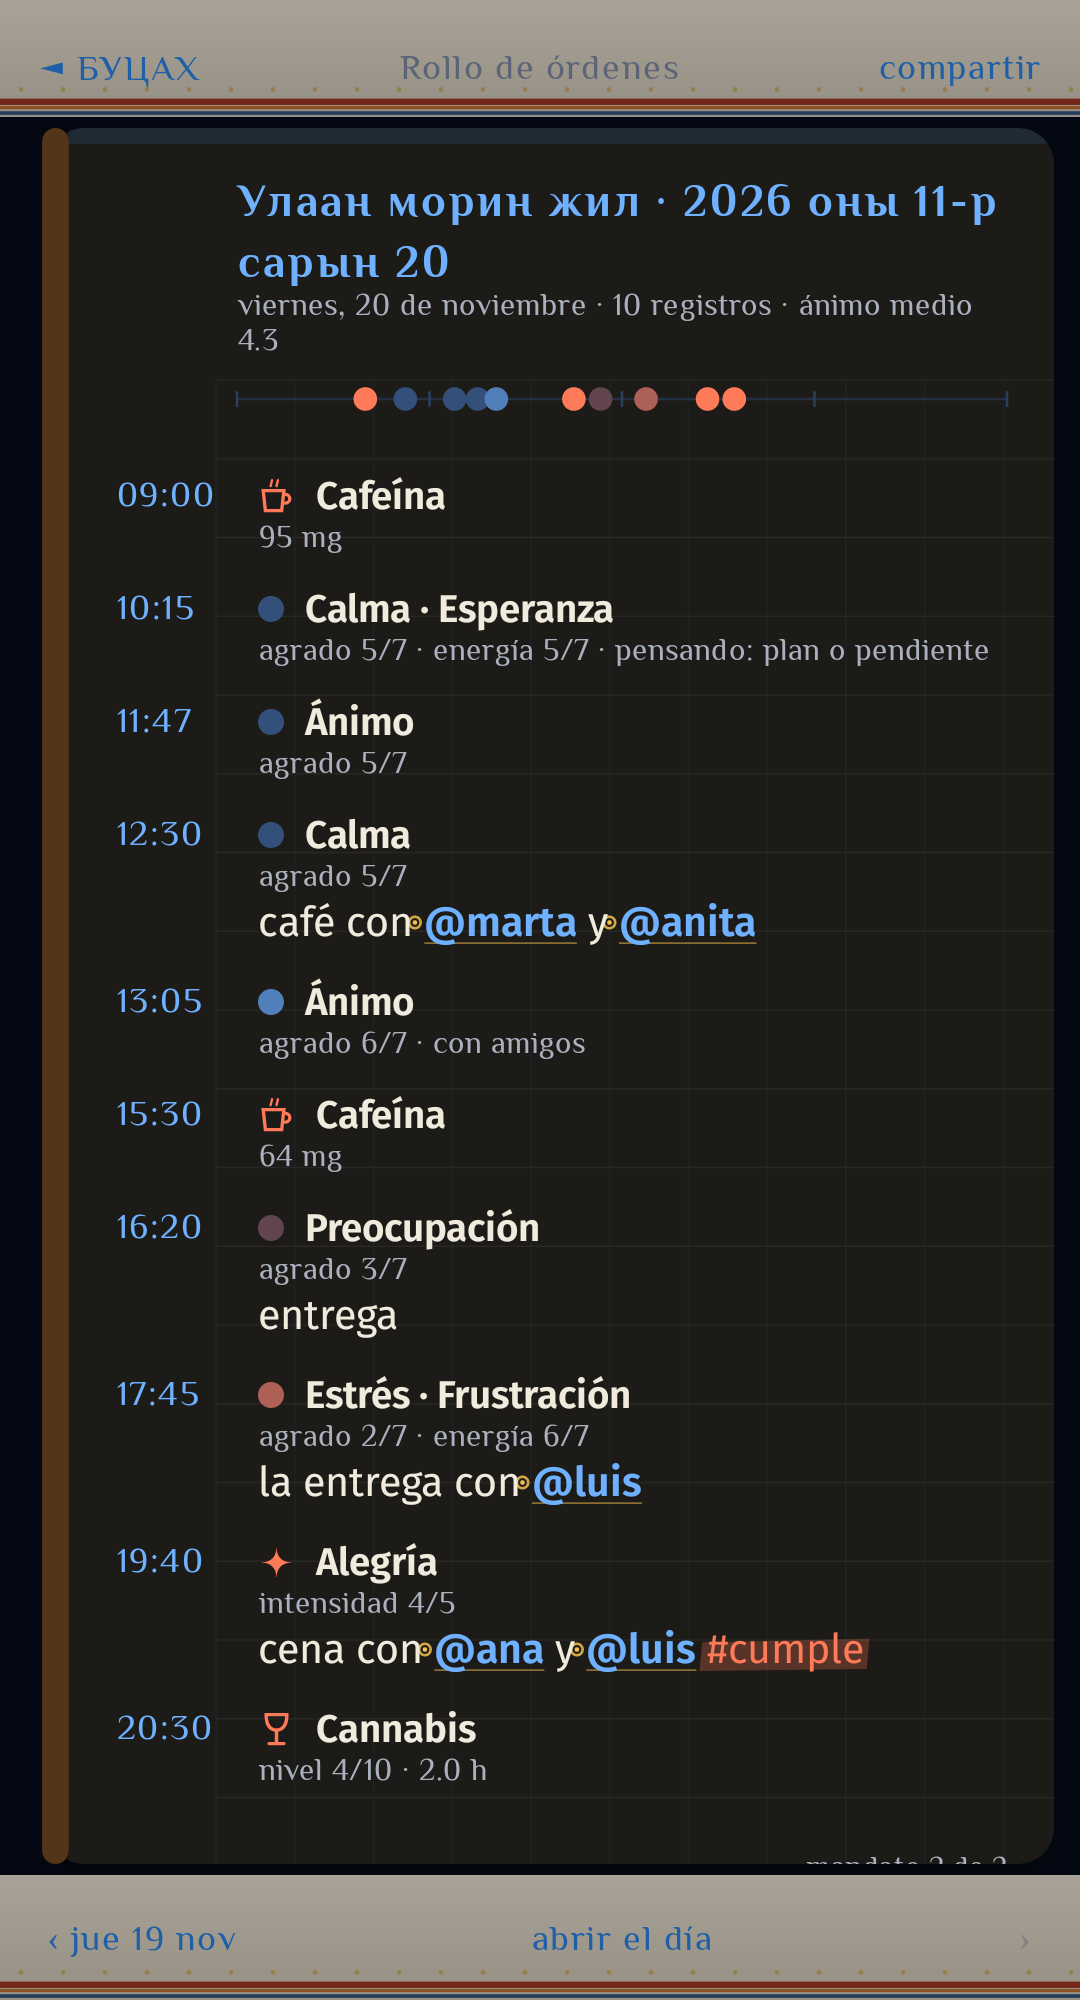 ◄ БУЦАХ
Rollo de órdenes
compartir
Улаан морин жил · 2026 оны 11-р
сарын 20
viernes, 20 de noviembre · 10 registros · ánimo medio
4.3
09:00 Cafeína
95 mg
10:15 Calma · Esperanza
agrado 5/7 · energía 5/7 · pensando: plan o pendiente
11:47 Ánimo
agrado 5/7
12:30 Calma
agrado 5/7
café con @marta y @anita
13:05 Ánimo
agrado 6/7 · con amigos
15:30 Cafeína
64 mg
16:20 Preocupación
agrado 3/7
entrega
17:45 Estrés · Frustración
agrado 2/7 · energía 6/7
la entrega con @luis
19:40 Alegría
intensidad 4/5
cena con @ana y @luis #cumple
20:30 Cannabis
nivel 4/10 · 2.0 h
‹ jue 19 nov
abrir el día
›